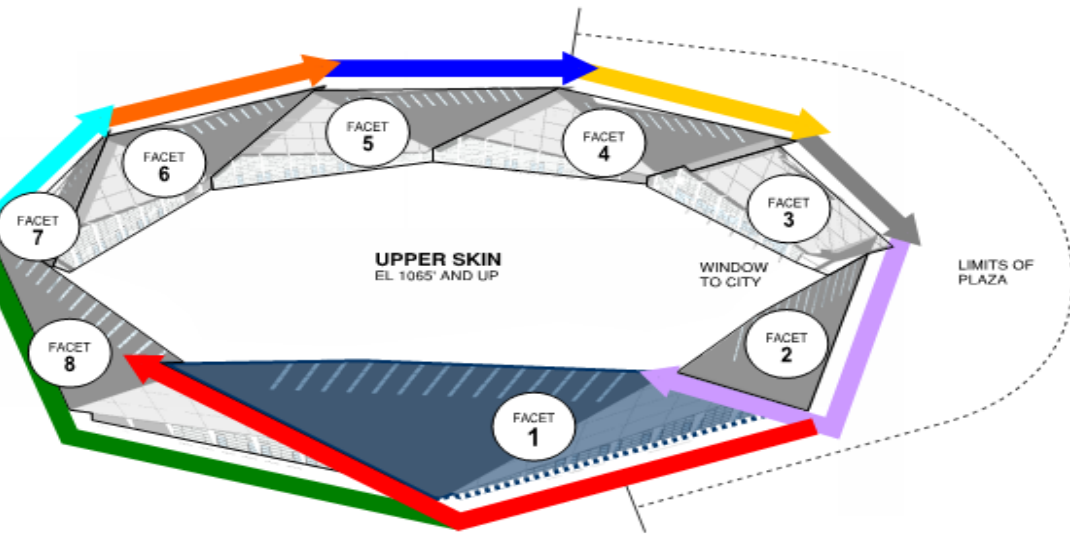 FACET
5
FACET
4
FACET
6
FACET
3
FACET
7
UPPER SKIN
EL 1065' AND UP
WINDOW
TO CITY
LIMITS OF
PLAZA
FACET
2
FACET
8
FACET
1